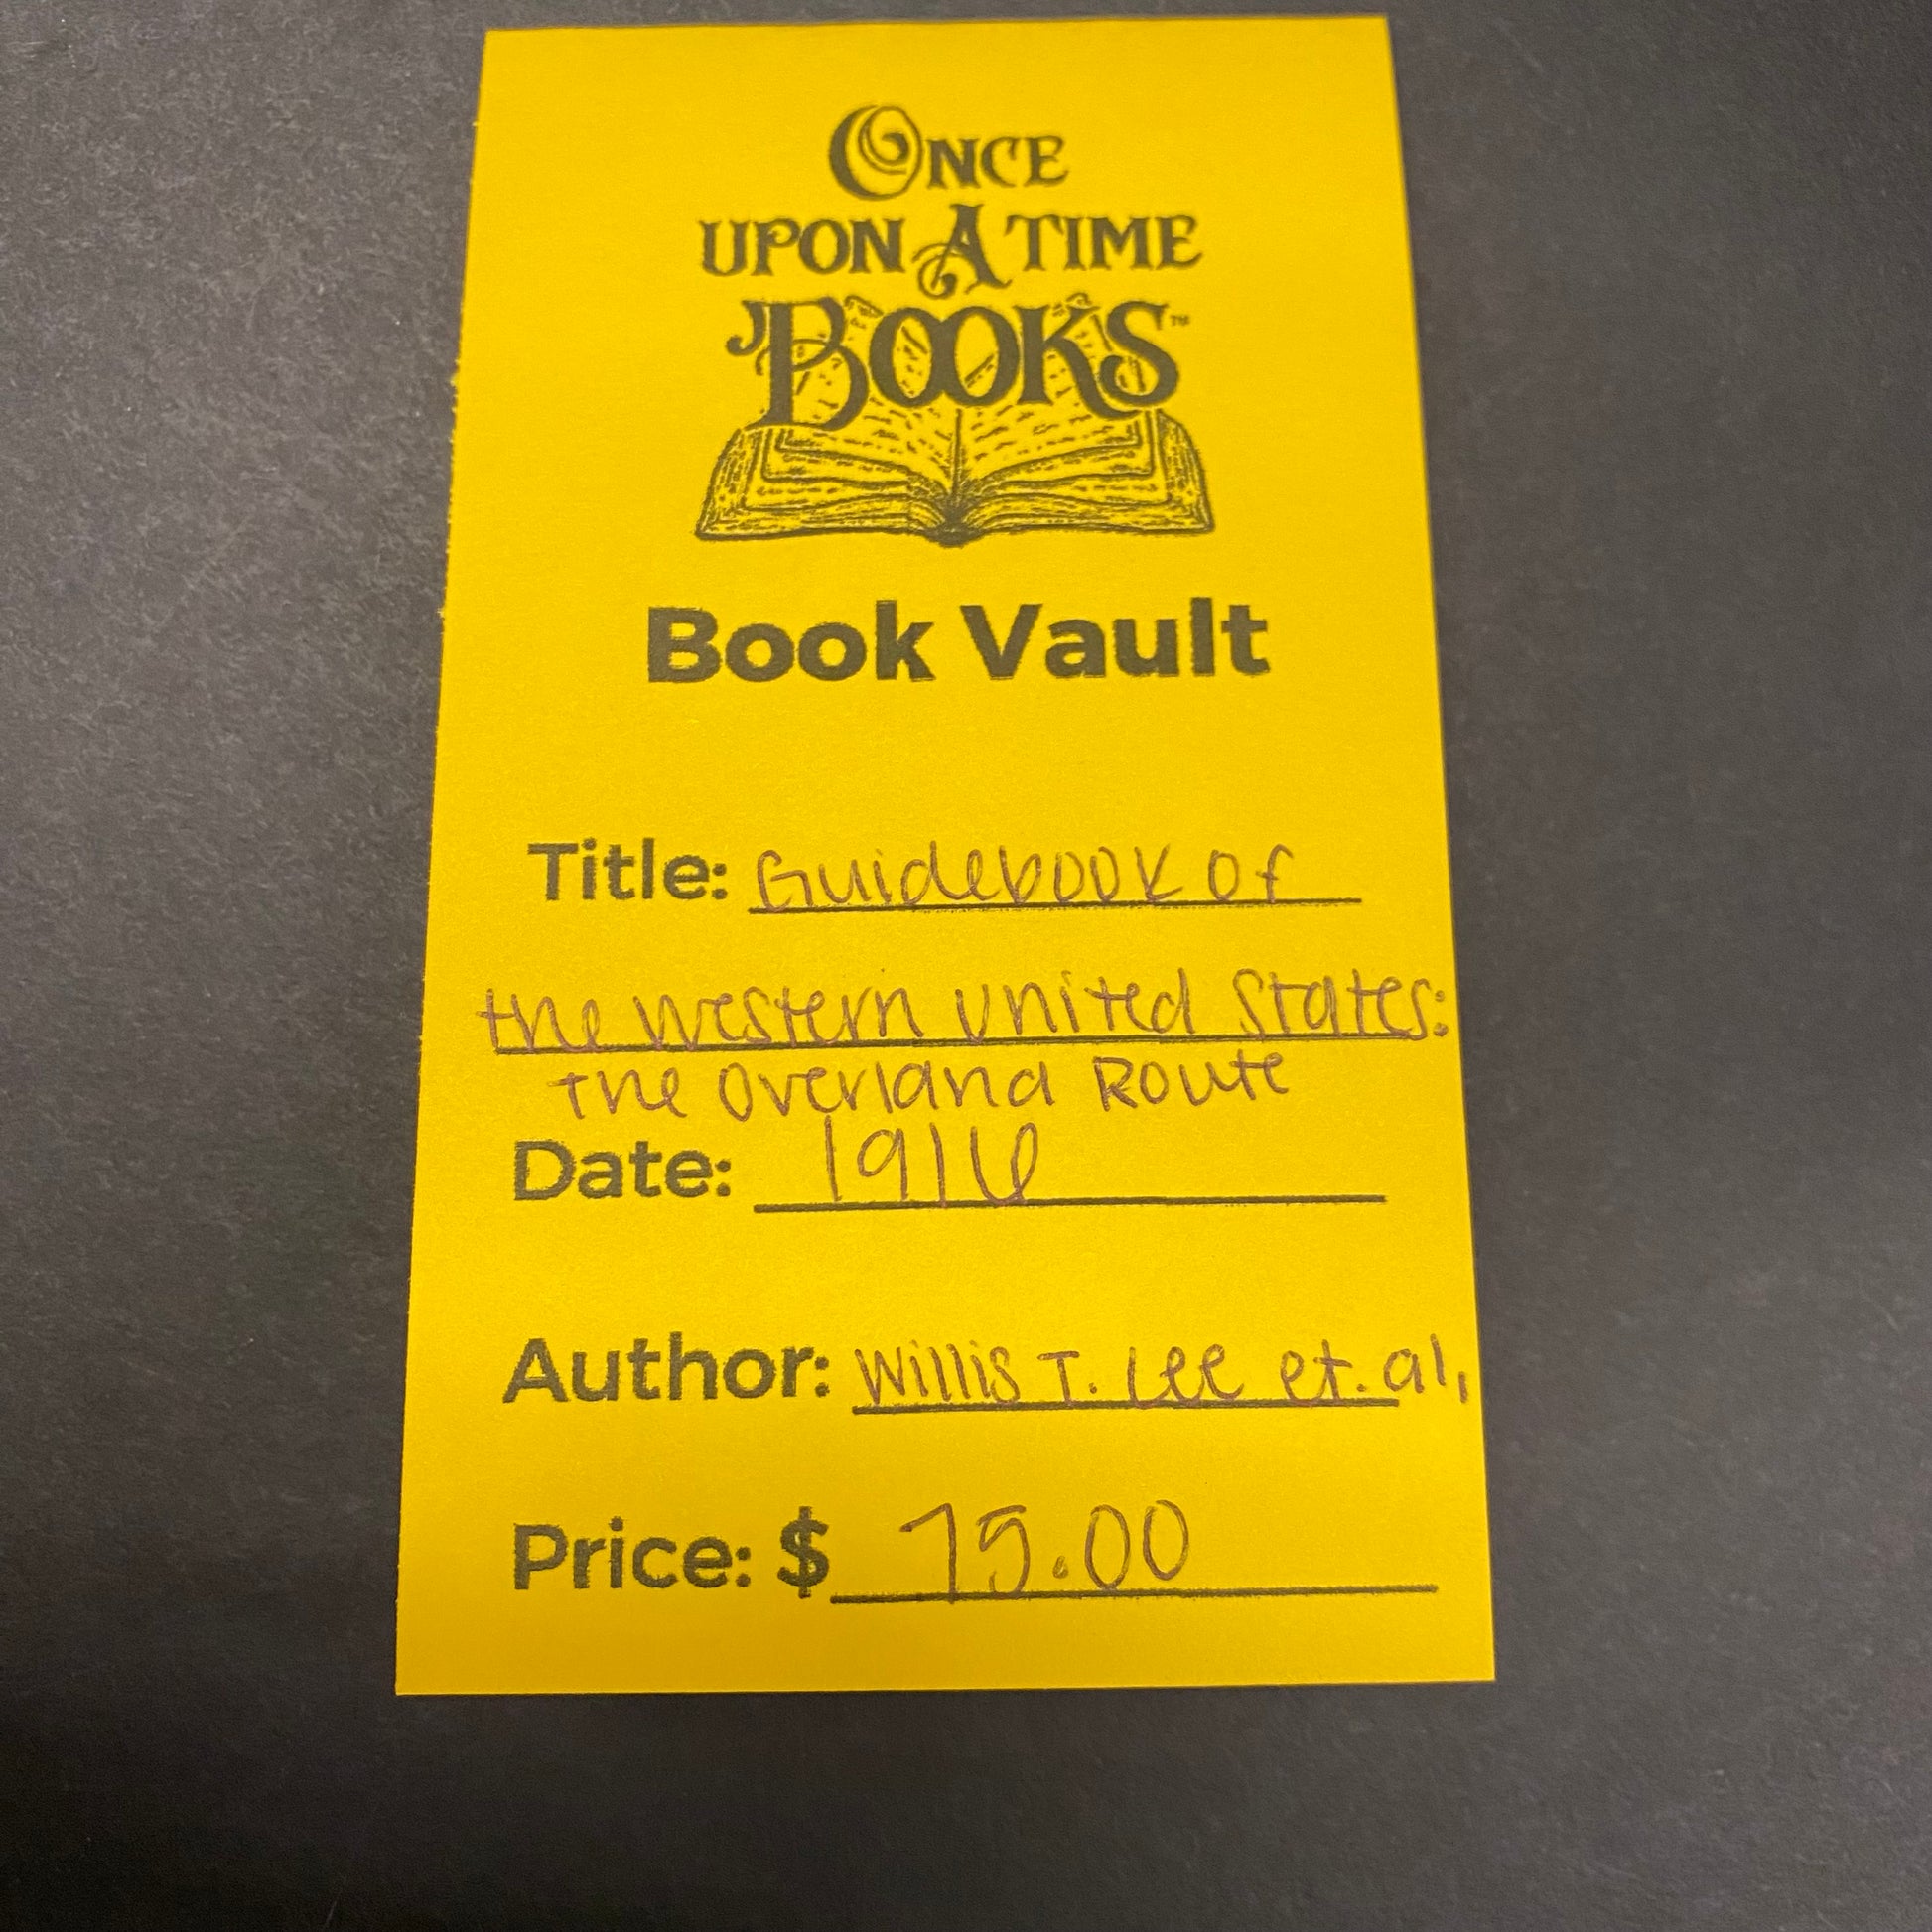 ONCE
UPON A TIME
BOOKS™
Book Vault
Title: Guidebook of
the western united States:
The Overland Route
Date: 1916
Author: Willis T. Lee et. al,
Price: $ 75.00